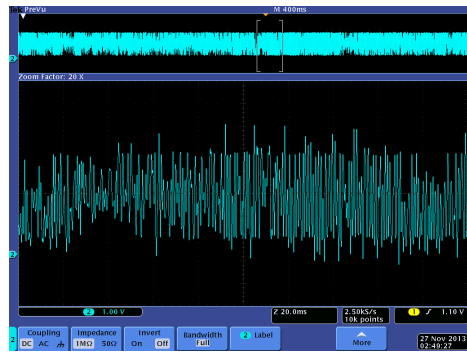 Tek PreVu
M 400ms
2
Zoom Factor: 20 X
2
2 1.00 V
Z 20.0ms
2.50kS/s
10k points
1 1.10 V
2
Coupling
DC AC
Impedance
1MΩ 50Ω
Invert
On Off
Bandwidth
Full
2 Label
More
27 Nov 2013
02:49:27